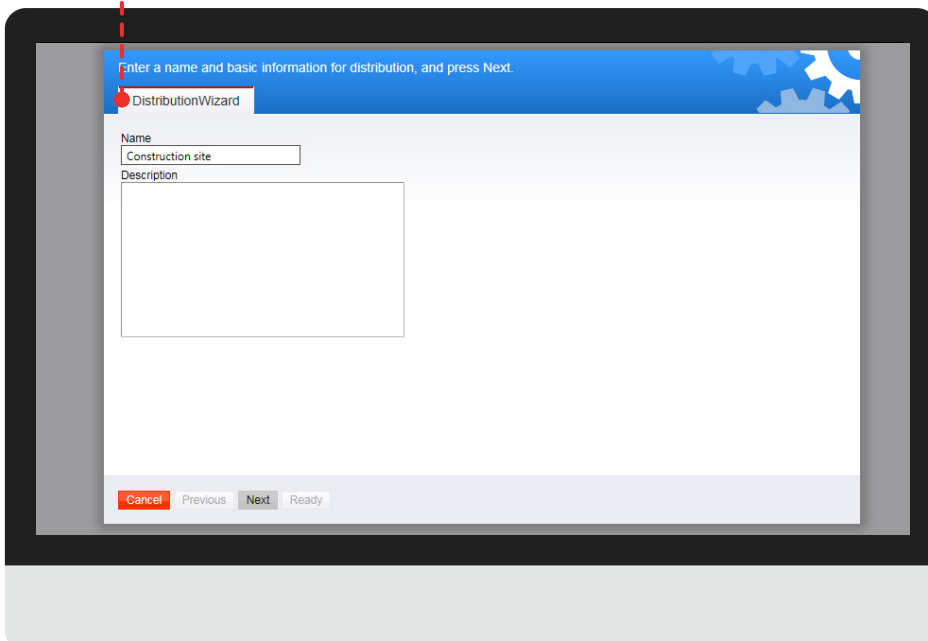 Enter a name and basic information for distribution, and press Next.
DistributionWizard
Name
Construction site
Description
Cancel Previous Next Ready